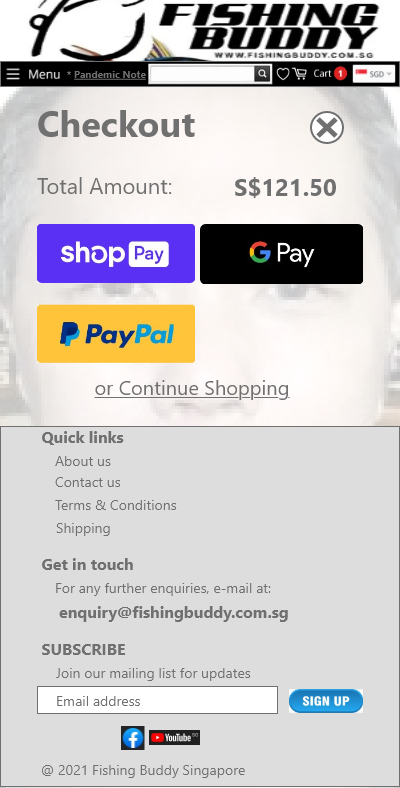 FISHING
BUDDY
WWW.FISHINGBUDDY.COM.SG
Menu * Pandemic Note Cart 1 SGD
Checkout
Total Amount: S$121.50
shop Pay G Pay
PayPal
or Continue Shopping
Quick links
About us
Contact us
Terms & Conditions
Shipping
Get in touch
For any further enquiries, e-mail at:
enquiry@fishingbuddy.com.sg
SUBSCRIBE
Join our mailing list for updates
Email address SIGN UP
YouTube
@ 2021 Fishing Buddy Singapore